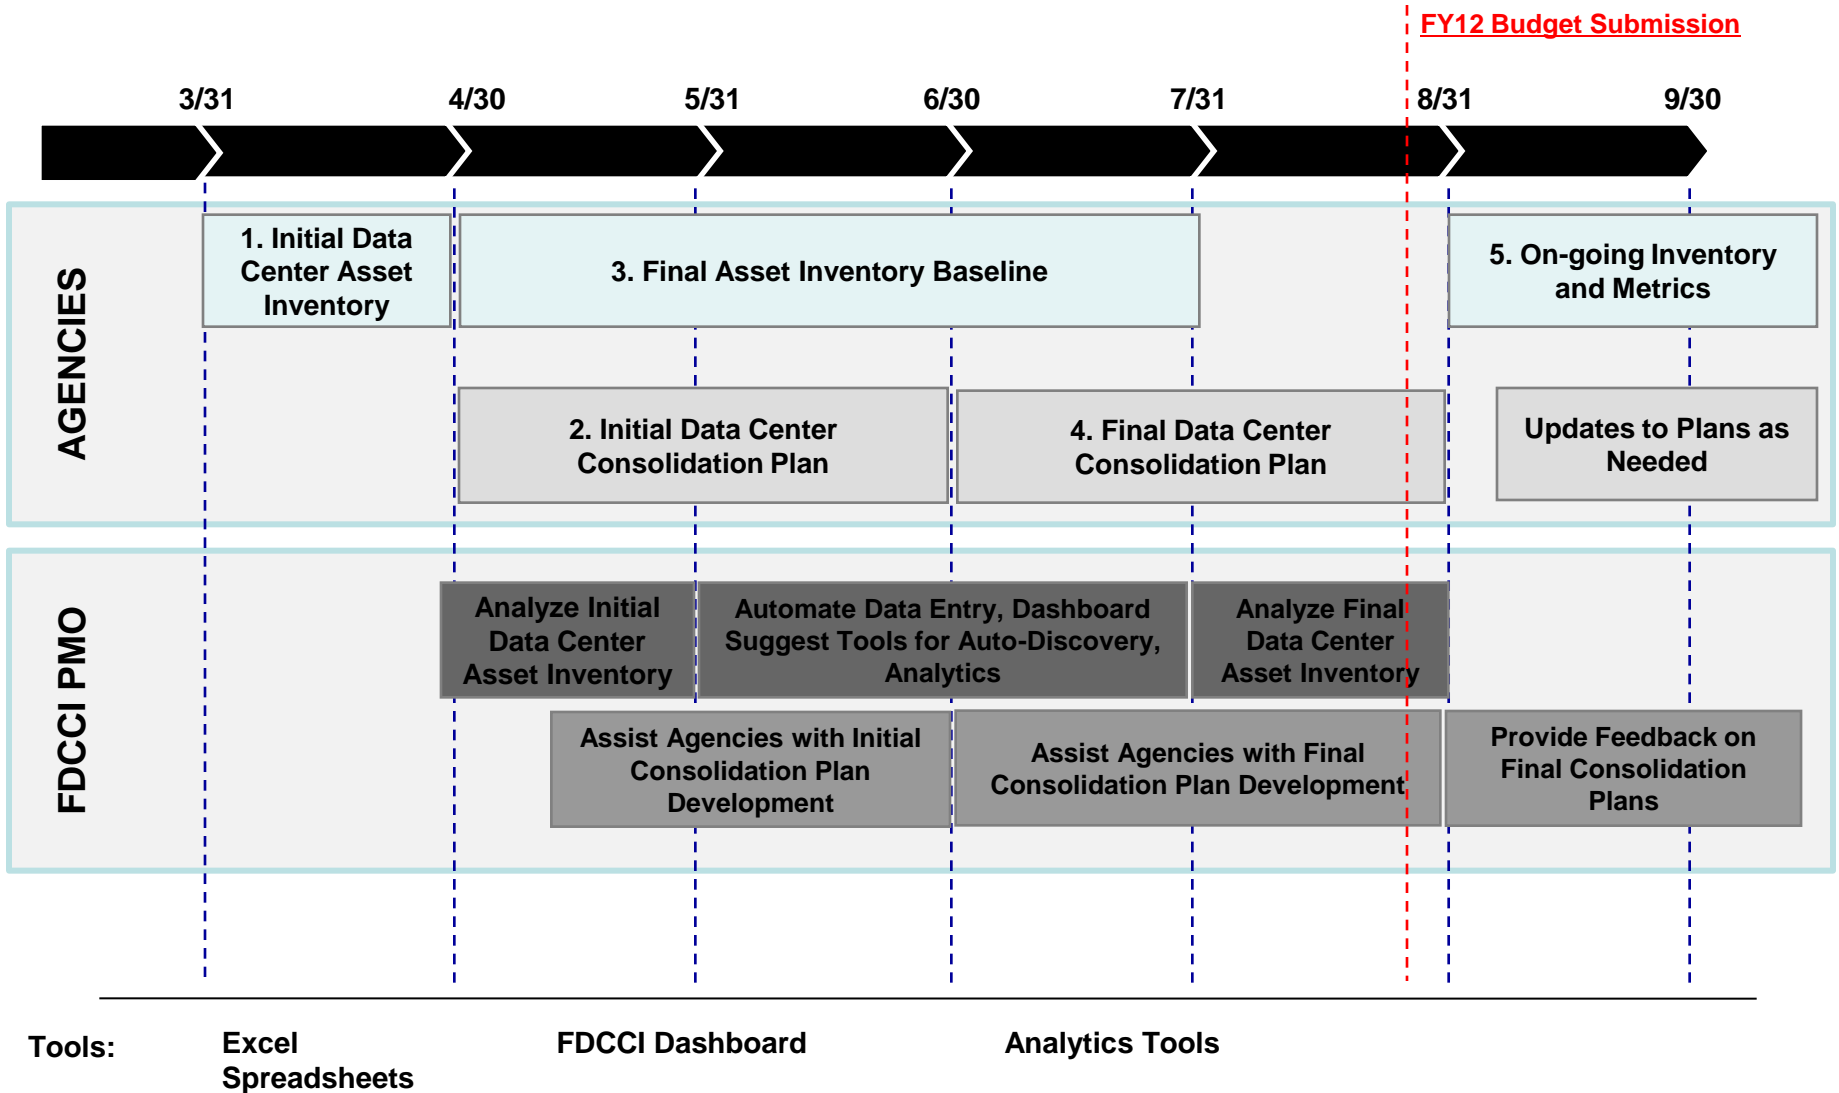 FY12 Budget Submission
3/31
4/30
5/31
6/30
7/31
8/31
9/30
AGENCIES
1. Initial Data
Center Asset
Inventory
3. Final Asset Inventory Baseline
5. On-going Inventory
and Metrics
2. Initial Data Center
Consolidation Plan
4. Final Data Center
Consolidation Plan
Updates to Plans as
Needed
FDCCI PMO
Analyze Initial
Data Center
Asset Inventory
Automate Data Entry, Dashboard
Suggest Tools for Auto-Discovery,
Analytics
Analyze Final
Data Center
Asset Inventory
Assist Agencies with Initial
Consolidation Plan
Development
Assist Agencies with Final
Consolidation Plan Development
Provide Feedback on
Final Consolidation
Plans
Tools:
Excel
Spreadsheets
FDCCI Dashboard
Analytics Tools